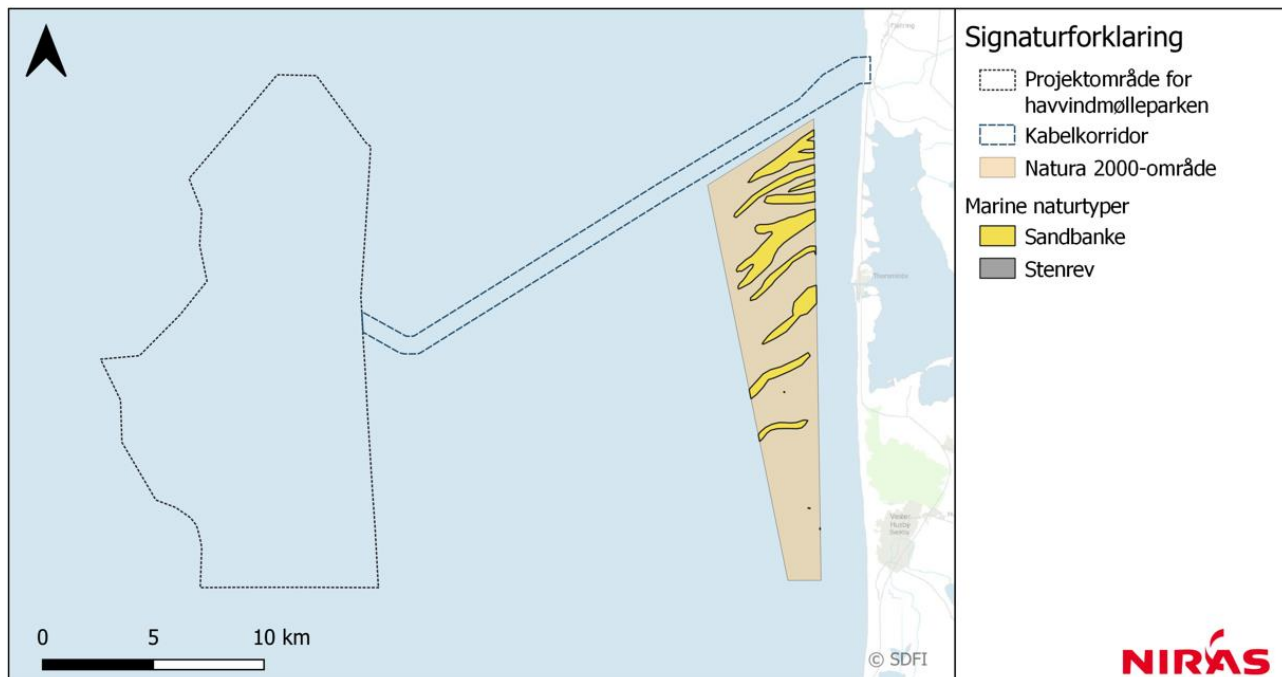 Signaturforklaring
Projektområde for
havvindmølleparken
Kabelkorridor
Natura 2000-område
Marine naturtyper
Sandbanke
Stenrev
0 5 10 km
© SDFI
NIRAS